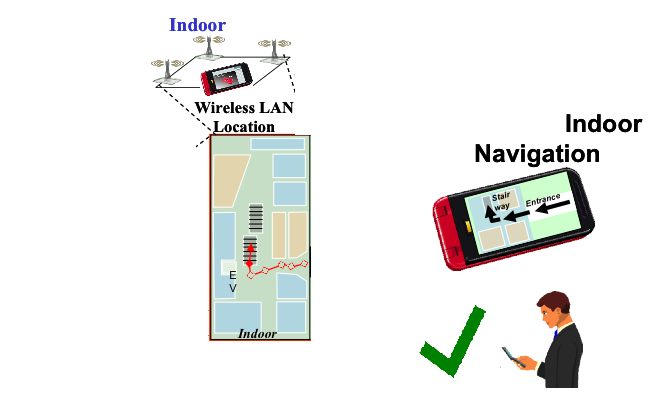 Indoor
Wireless LAN
Location
E
V
Indoor
Indoor
Navigation
Stair
way
Entrance